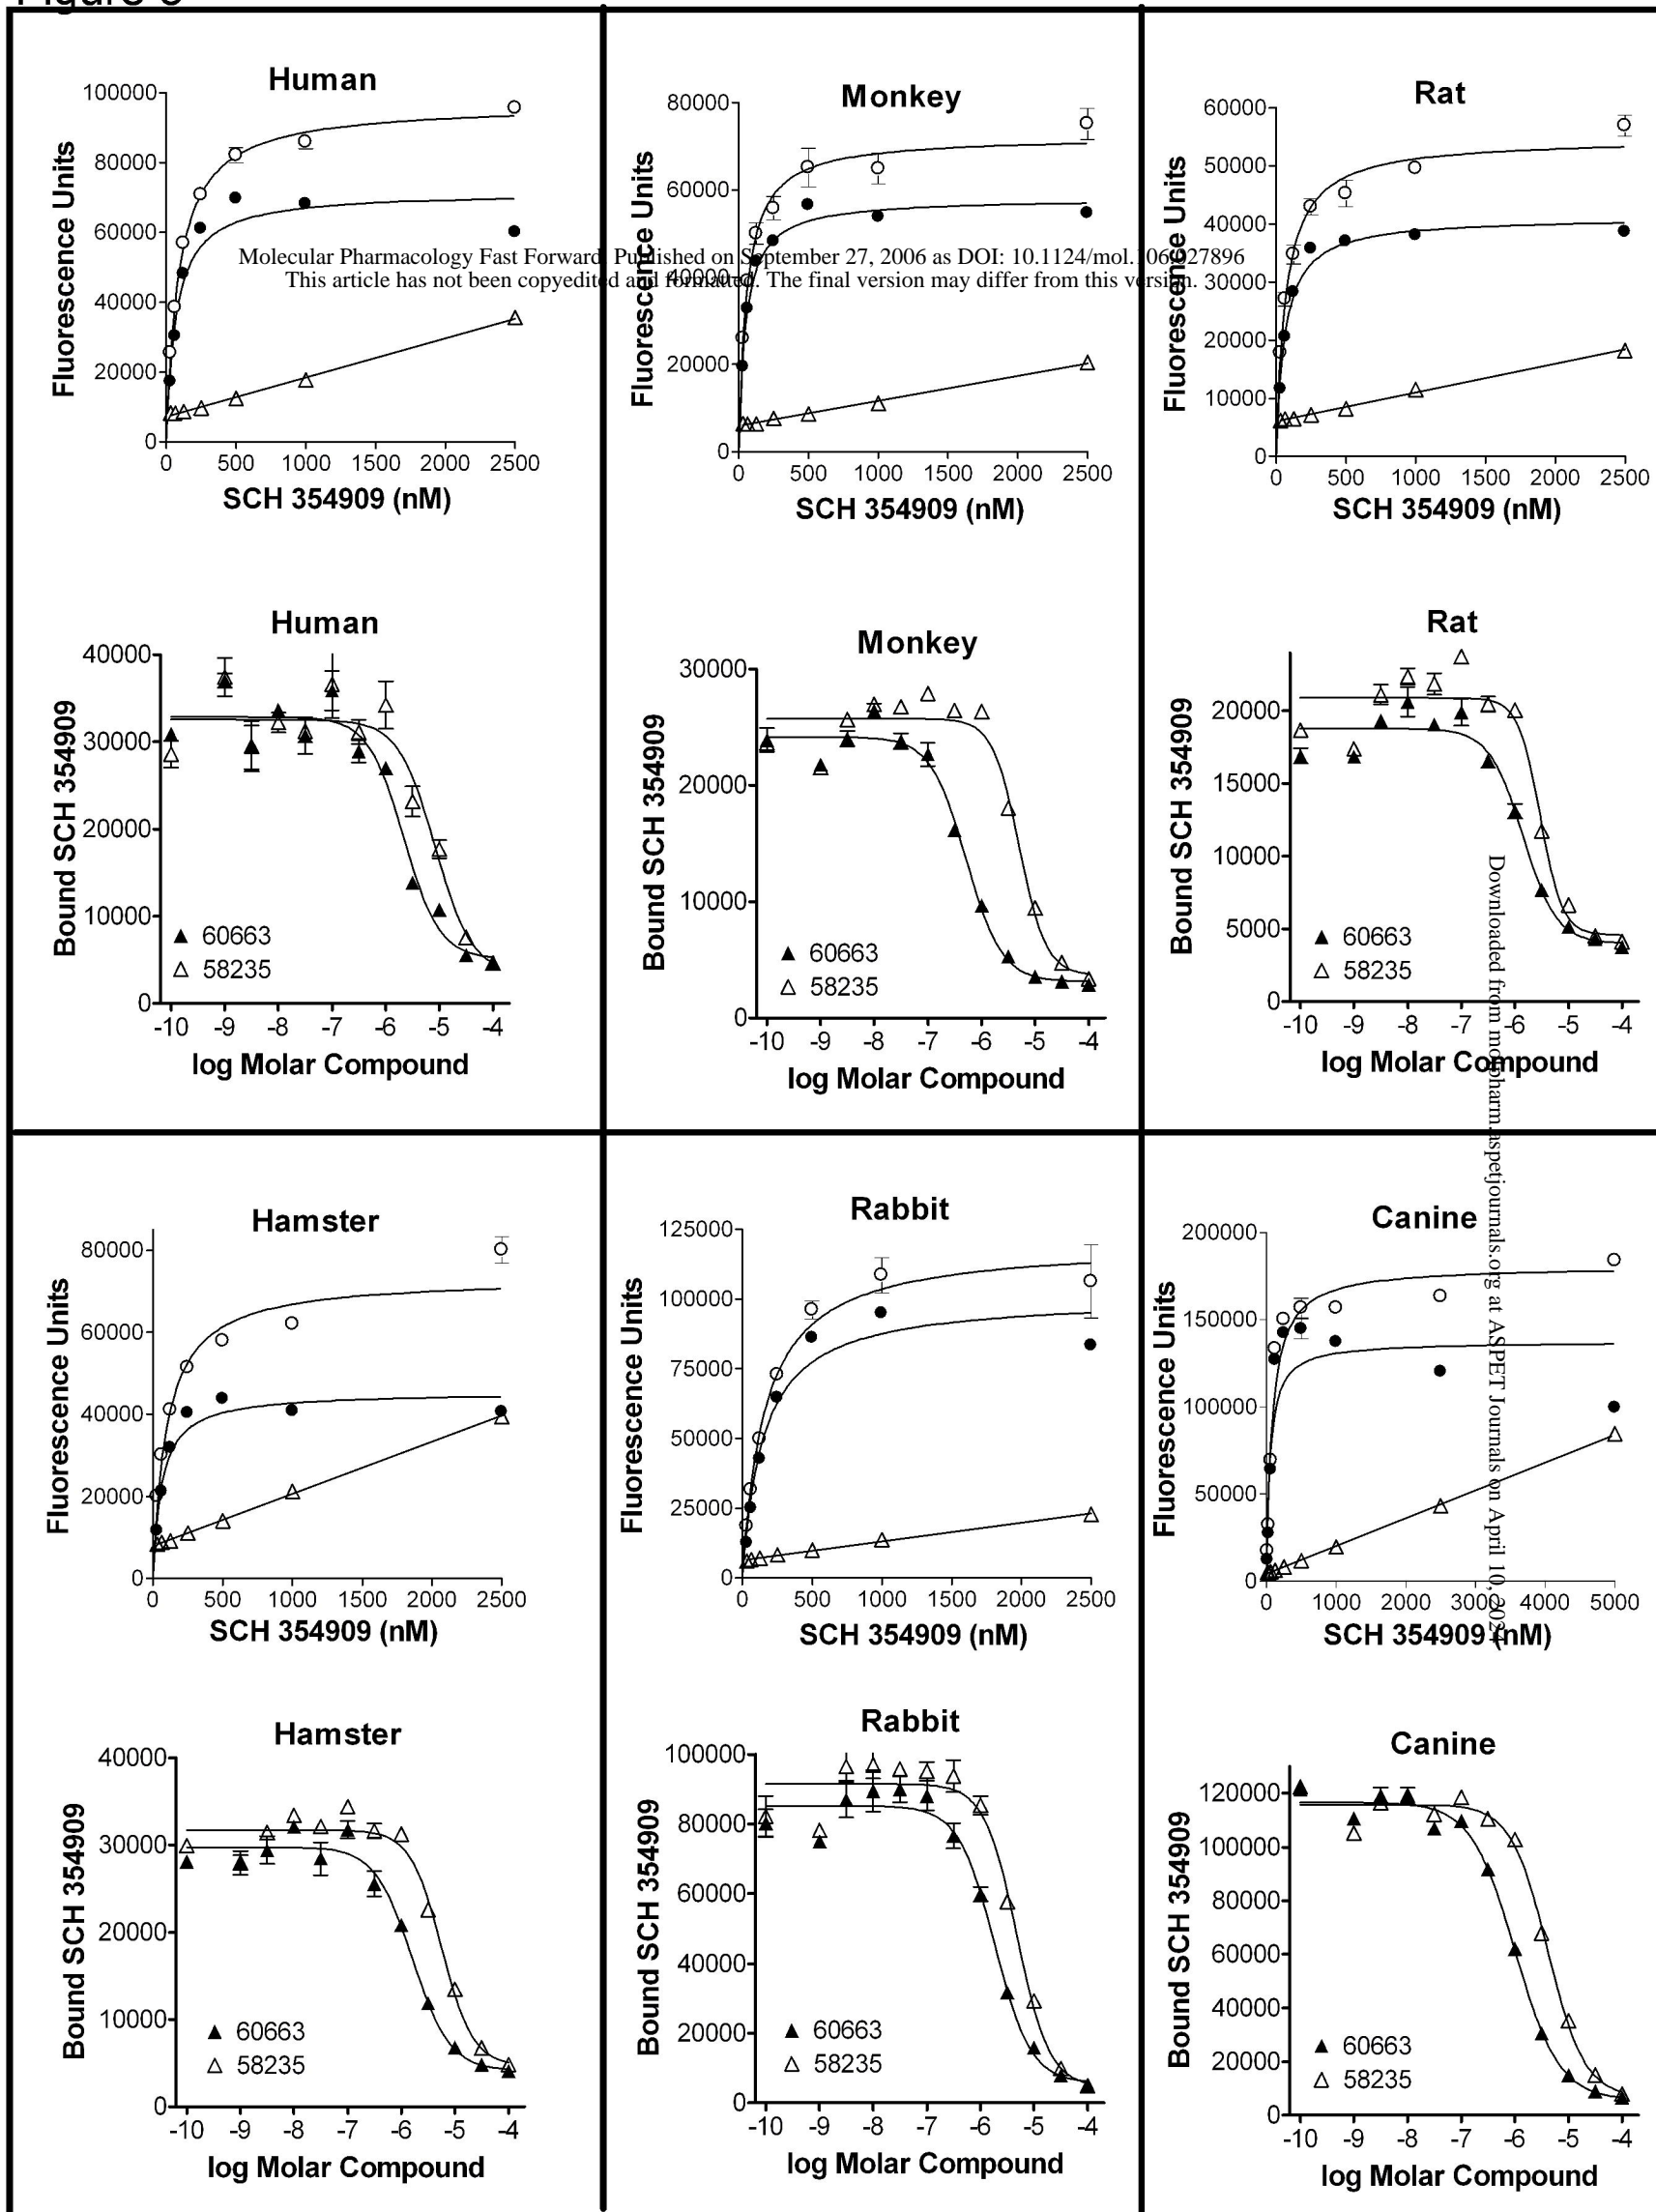 Human
100000
80000
60000
40000
20000
0
Fluorescence Units
0 500 1000 1500 2000 2500
SCH 354909 (nM)
Monkey
80000
60000
40000
20000
0
Fluorescence Units
0 500 1000 1500 2000 2500
SCH 354909 (nM)
Rat
60000
50000
40000
30000
20000
10000
0
Fluorescence Units
0 500 1000 1500 2000 2500
SCH 354909 (nM)
Molecular Pharmacology Fast Forward. Published on September 27, 2006 as DOI: 10.1124/mol.106.027896
This article has not been copyedited and formatted. The final version may differ from this version.
Human
40000
30000
20000
10000
0
Bound SCH 354909
60663
58235
-10 -9 -8 -7 -6 -5 -4
log Molar Compound
Monkey
30000
20000
10000
0
Bound SCH 354909
60663
58235
-10 -9 -8 -7 -6 -5 -4
log Molar Compound
Rat
20000
15000
10000
5000
0
Bound SCH 354909
60663
58235
-10 -9 -8 -7 -6 -5 -4
log Molar Compound
Downloaded from molpharm.aspetjournals.org at ASPET Journals on April 10, 2024
Hamster
80000
60000
40000
20000
0
Fluorescence Units
0 500 1000 1500 2000 2500
SCH 354909 (nM)
Rabbit
125000
100000
75000
50000
25000
0
Fluorescence Units
0 500 1000 1500 2000 2500
SCH 354909 (nM)
Canine
200000
150000
100000
50000
0
Fluorescence Units
0 1000 2000 3000 4000 5000
SCH 354909 (nM)
Hamster
40000
30000
20000
10000
0
Bound SCH 354909
60663
58235
-10 -9 -8 -7 -6 -5 -4
log Molar Compound
Rabbit
100000
80000
60000
40000
20000
0
Bound SCH 354909
60663
58235
-10 -9 -8 -7 -6 -5 -4
log Molar Compound
Canine
120000
100000
80000
60000
40000
20000
0
Bound SCH 354909
60663
58235
-10 -9 -8 -7 -6 -5 -4
log Molar Compound